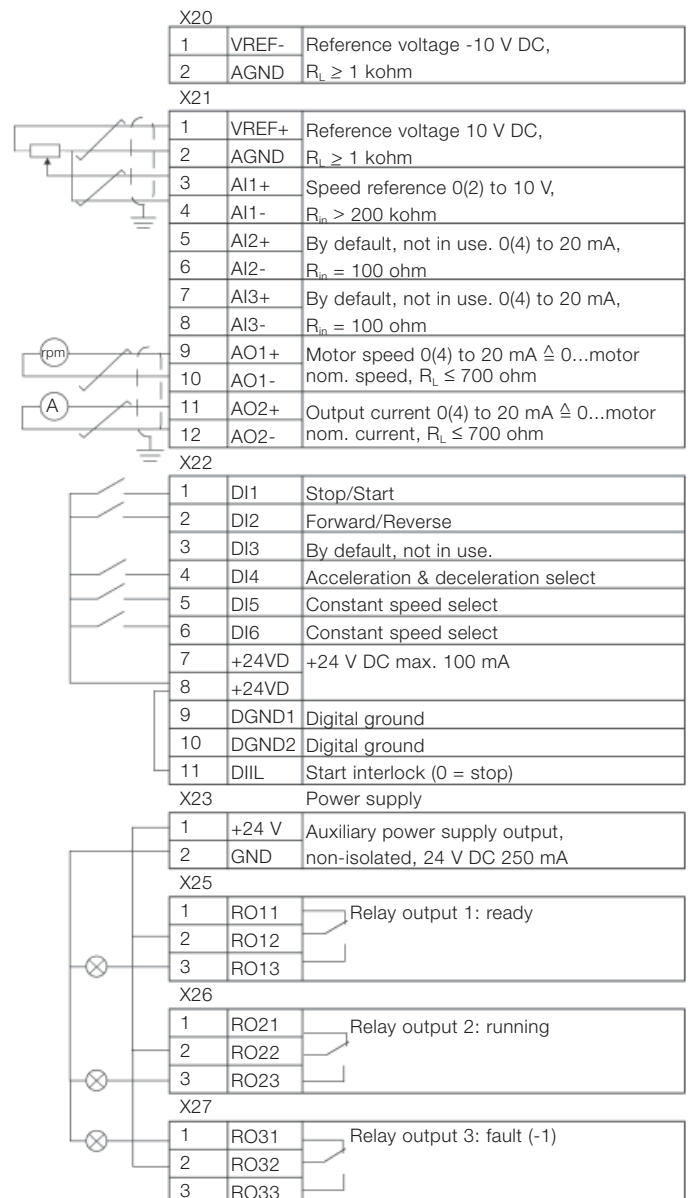 X20
1 VREF- Reference voltage -10 V DC,
2 AGND R_L ≥ 1 kohm
X21
1 VREF+ Reference voltage 10 V DC,
2 AGND R_L ≥ 1 kohm
3 AI1+ Speed reference 0(2) to 10 V,
4 AI1- R_in > 200 kohm
5 AI2+ By default, not in use. 0(4) to 20 mA,
6 AI2- R_in = 100 ohm
7 AI3+ By default, not in use. 0(4) to 20 mA,
8 AI3- R_in = 100 ohm
rpm 9 AO1+ Motor speed 0(4) to 20 mA ≙ 0...motor
10 AO1- nom. speed, R_L ≤ 700 ohm
A 11 AO2+ Output current 0(4) to 20 mA ≙ 0...motor
12 AO2- nom. current, R_L ≤ 700 ohm
X22
1 DI1 Stop/Start
2 DI2 Forward/Reverse
3 DI3 By default, not in use.
4 DI4 Acceleration & deceleration select
5 DI5 Constant speed select
6 DI6 Constant speed select
7 +24VD +24 V DC max. 100 mA
8 +24VD
9 DGND1 Digital ground
10 DGND2 Digital ground
11 DIIL Start interlock (0 = stop)
X23 Power supply
1 +24 V Auxiliary power supply output,
2 GND non-isolated, 24 V DC 250 mA
X25
1 RO11 Relay output 1: ready
2 RO12
3 RO13
X26
1 RO21 Relay output 2: running
2 RO22
3 RO23
X27
1 RO31 Relay output 3: fault (-1)
2 RO32
3 RO33